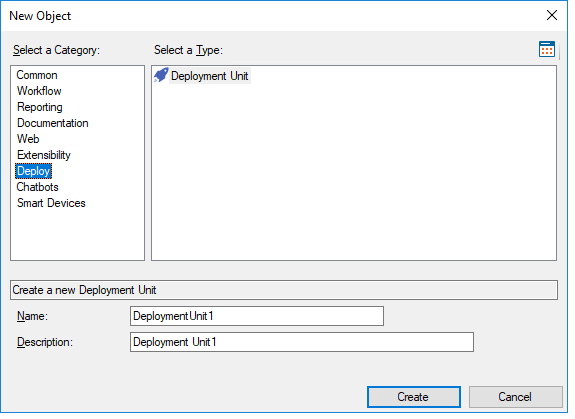 New Object
Select a Category:
Select a Type:
Common
Workflow
Reporting
Documentation
Web
Extensibility
Deploy
Chatbots
Smart Devices
Deployment Unit
Create a new Deployment Unit
Name:
DeploymentUnit1
Description:
Deployment Unit1
Create
Cancel